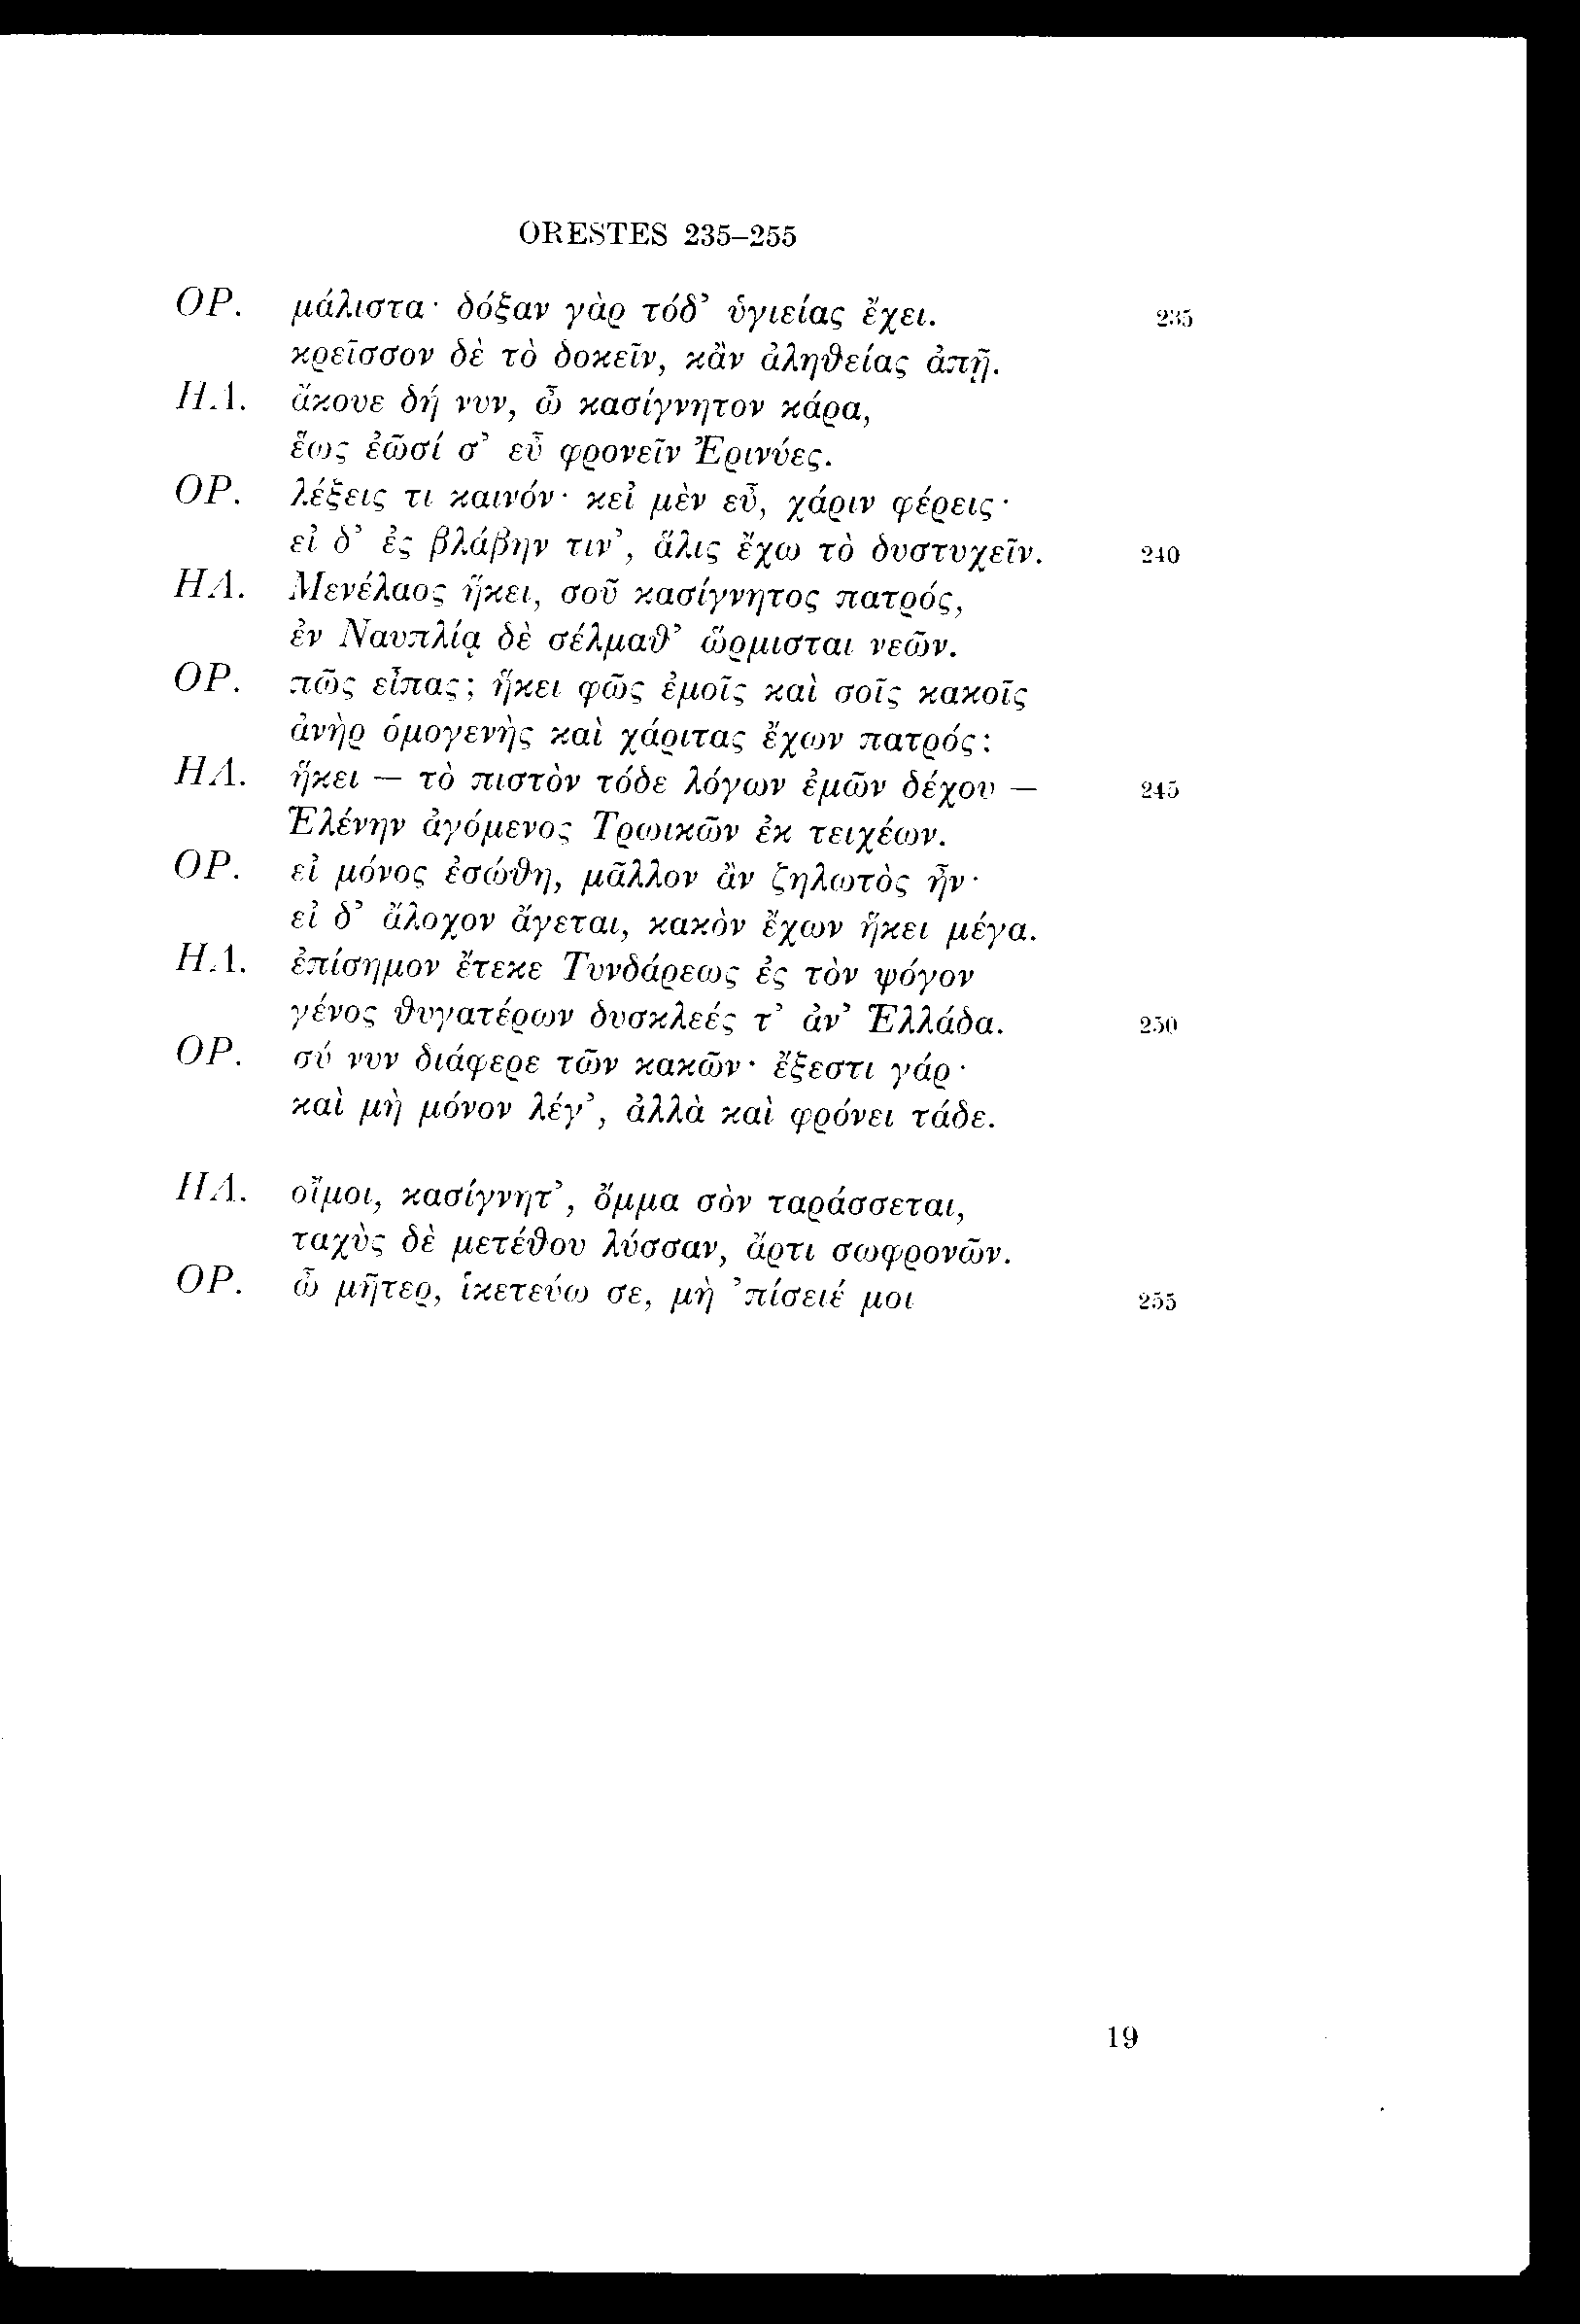 ORESTES 235–255
ΟΡ. μάλιστα· δόξαν γὰρ τόδ’ ὑγιείας ἔχει. 235
κρεῖσσον δὲ τὸ δοκεῖν, κἂν ἀληθείας ἀπῇ.
ΗΛ. ἄκουε δή νυν, ὦ κασίγνητον κάρα,
ἕως ἐῶσί σ’ εὖ φρονεῖν Ἐρινύες.
ΟΡ. λέξεις τι καινόν· κεἰ μὲν εὖ, χάριν φέρεις·
εἰ δ’ ἐς βλάβην τιν’, ἅλις ἔχω τὸ δυστυχεῖν. 240
ΗΛ. Μενέλαος ἥκει, σοῦ κασίγνητος πατρός,
ἐν Ναυπλίᾳ δὲ σέλμαθ’ ὥρμισται νεῶν.
ΟΡ. πῶς εἶπας; ἥκει φῶς ἐμοῖς καὶ σοῖς κακοῖς
ἀνὴρ ὁμογενὴς καὶ χάριτας ἔχων πατρός;
ΗΛ. ἥκει – τὸ πιστὸν τόδε λόγων ἐμῶν δέχου – 245
Ἑλένην ἀγόμενος Τρωικῶν ἐκ τειχέων.
ΟΡ. εἰ μόνος ἐσώθη, μᾶλλον ἂν ζηλωτὸς ἦν·
εἰ δ’ ἄλοχον ἄγεται, κακὸν ἔχων ἥκει μέγα.
ΗΛ. ἐπίσημον ἔτεκε Τυνδάρεως ἐς τὸν ψόγον
γένος θυγατέρων δυσκλεές τ’ ἀν’ Ἑλλάδα. 250
ΟΡ. σύ νυν διάφερε τῶν κακῶν· ἔξεστι γάρ·
καὶ μὴ μόνον λέγ’, ἀλλὰ καὶ φρόνει τάδε.
ΗΛ. οἴμοι, κασίγνητ’, ὄμμα σὸν ταράσσεται,
ταχὺς δὲ μετέθου λύσσαν, ἄρτι σωφρονῶν.
ΟΡ. ὦ μῆτερ, ἱκετεύω σε, μὴ ’πίσειέ μοι 255
19